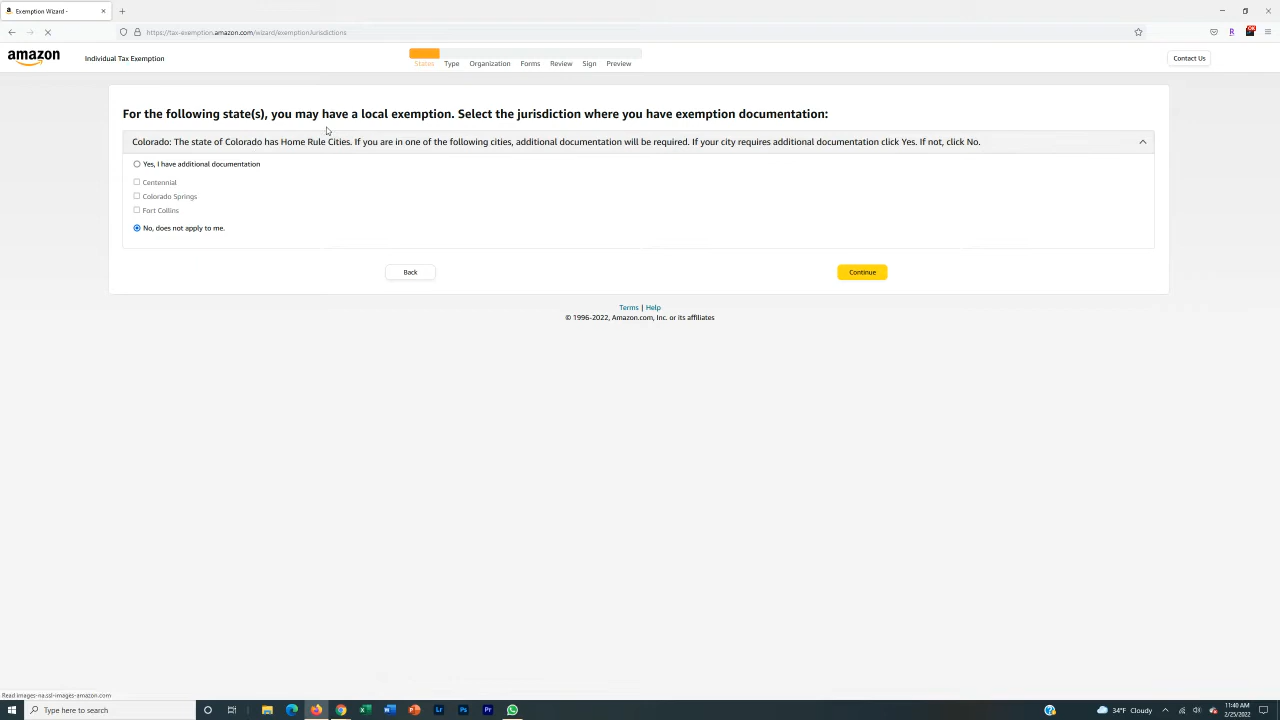 Exemption Wizard -
https://tax-exemption.amazon.com/wizard/exemptionJurisdictions
amazon
Individual Tax Exemption
States
Type
Organization
Forms
Review
Sign
Preview
Contact Us
For the following state(s), you may have a local exemption. Select the jurisdiction where you have exemption documentation:
Colorado: The state of Colorado has Home Rule Cities. If you are in one of the following cities, additional documentation will be required. If your city requires additional documentation click Yes. If not, click No.
Yes, I have additional documentation
Centennial
Colorado Springs
Fort Collins
No, does not apply to me.
Back
Continue
Terms | Help
© 1996-2022, Amazon.com, Inc. or its affiliates
Read images-na.ssl-images-amazon.com
Type here to search
34°F Cloudy
11:40 AM
2/25/2022